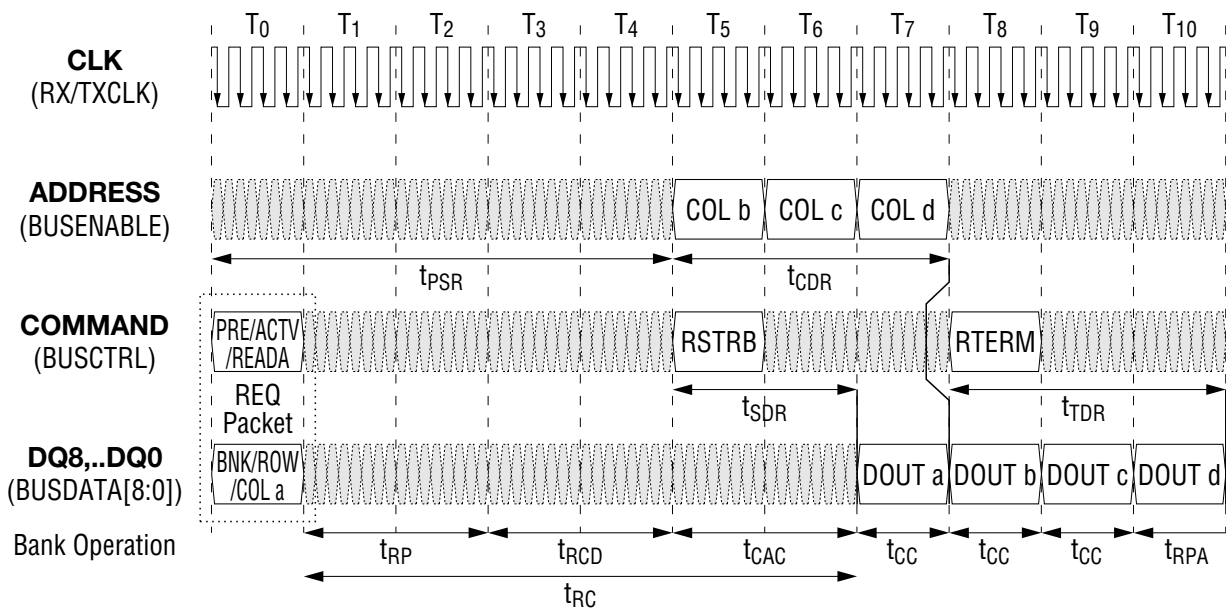 T0 T1 T2 T3 T4 T5 T6 T7 T8 T9 T10
CLK
(RX/TXCLK)
ADDRESS
(BUSENABLE)
COL b COL c COL d
tPSR tCDR
COMMAND
(BUSCTRL)
PRE/ACTV
/READA
RSTRB RTERM
REQ
Packet
tSDR tTDR
DQ8,..DQ0
(BUSDATA[8:0])
BNK/ROW
/COL a
DOUT a DOUT b DOUT c DOUT d
Bank Operation
tRP tRCD tCAC tCC tCC tCC tRPA
tRC